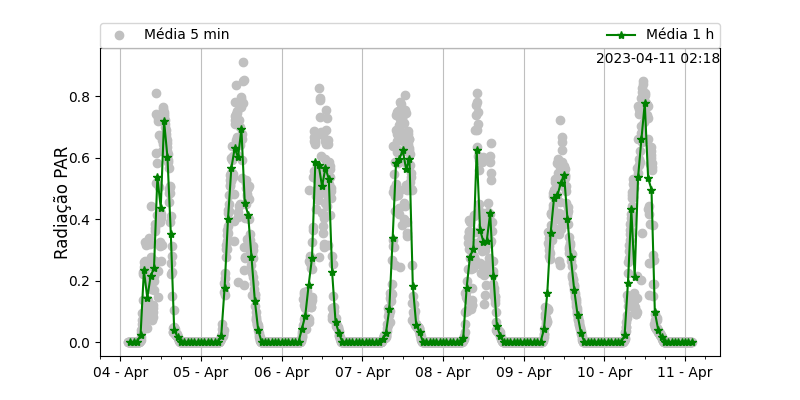 Média 5 min
Média 1 h
2023-04-11 02:18
Radiação PAR
0.8
0.6
0.4
0.2
0.0
04 - Apr
05 - Apr
06 - Apr
07 - Apr
08 - Apr
09 - Apr
10 - Apr
11 - Apr